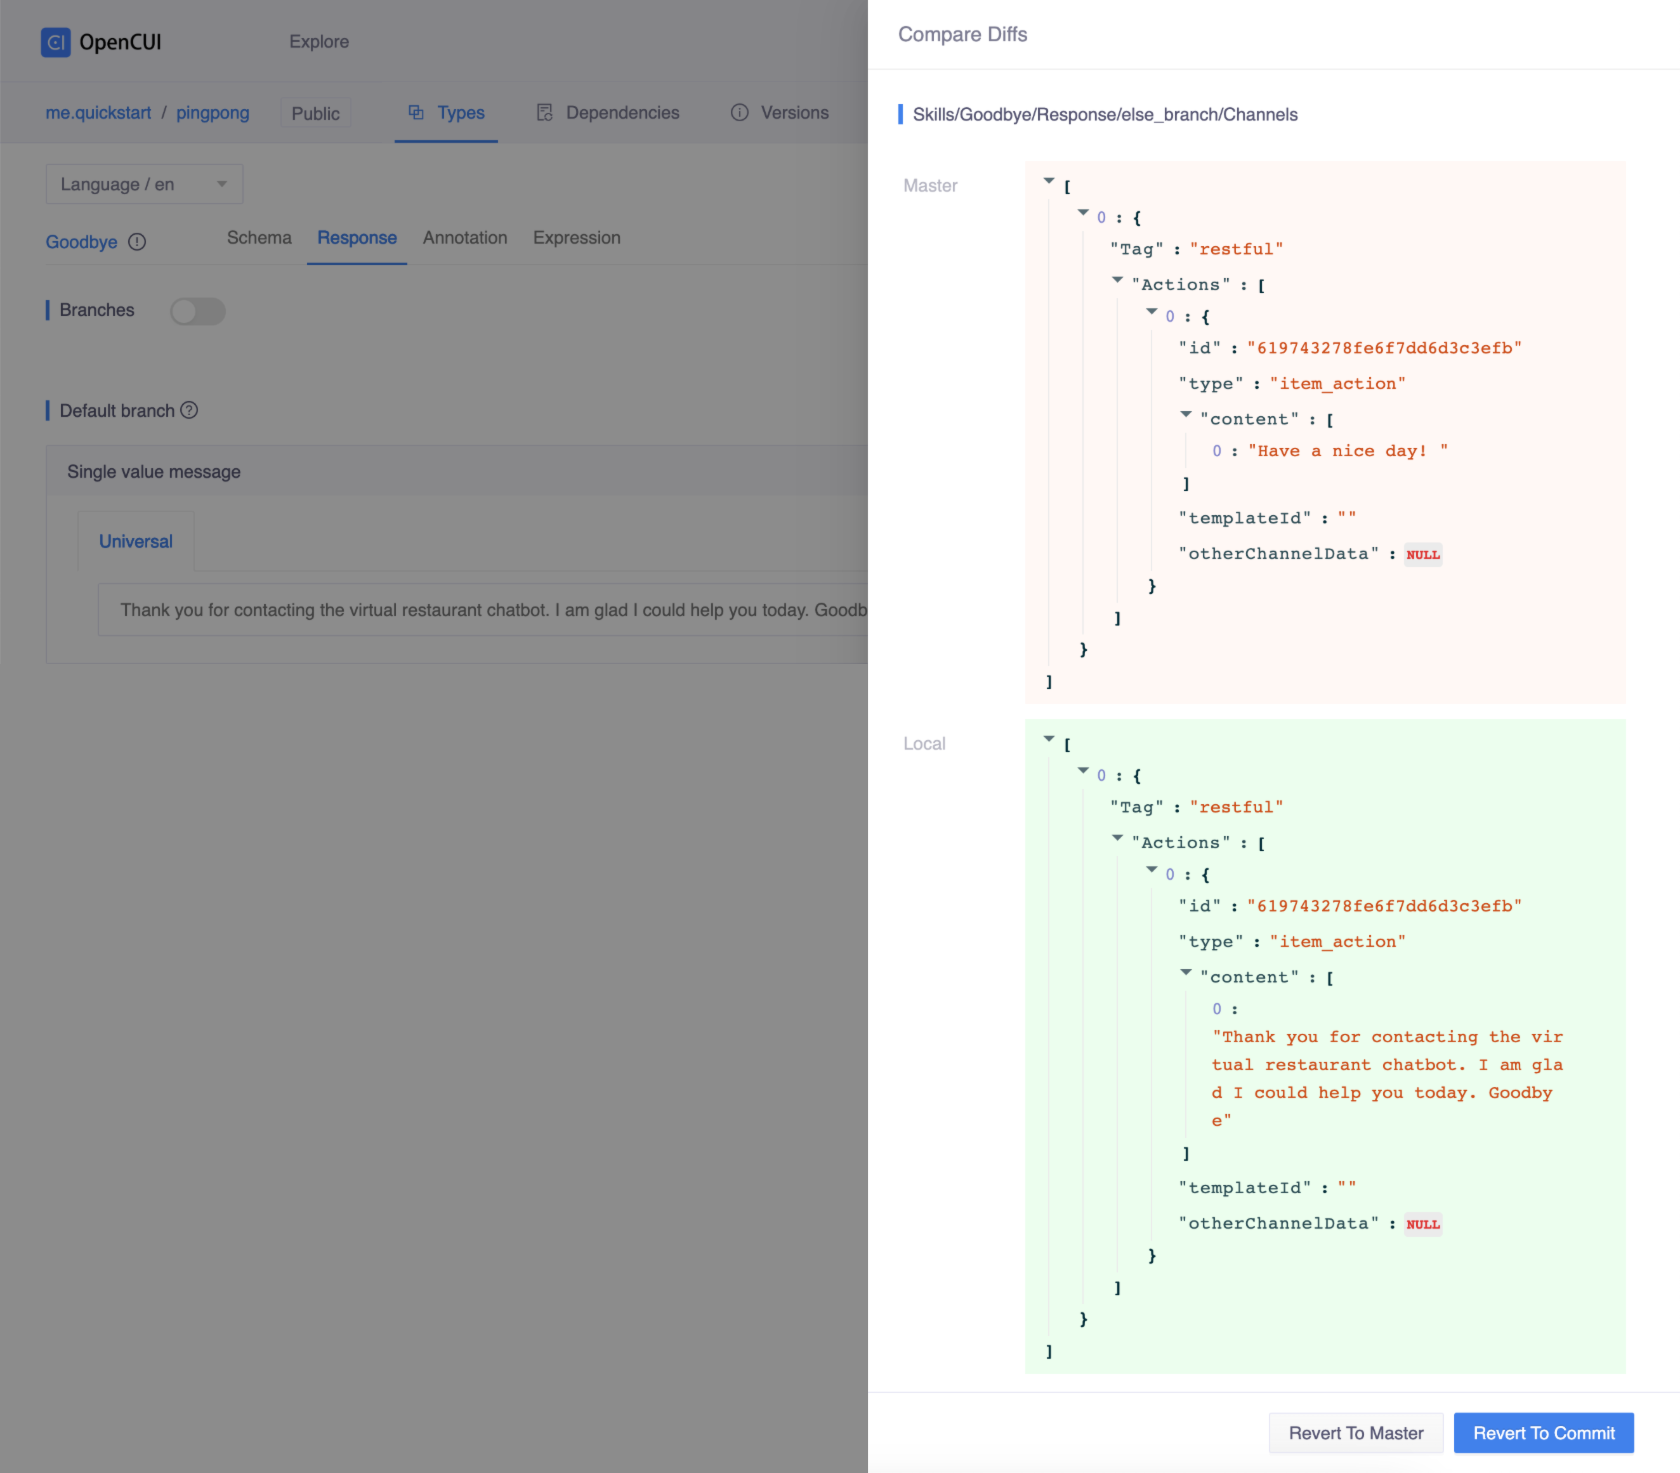 OpenCUI
Explore
me.quickstart / pingpong
Public
Types
Dependencies
Versions
Language / en
Goodbye
Schema
Response
Annotation
Expression
Branches
Default branch
Single value message
Universal
Thank you for contacting the virtual restaurant chatbot. I am glad I could help you today. Goodb
Compare Diffs
Skills/Goodbye/Response/else_branch/Channels
Master
[
0 : {
"Tag" : "restful"
"Actions" : [
0 : {
"id" : "619743278fe6f7dd6d3c3efb"
"type" : "item_action"
"content" : [
0 : "Have a nice day! "
]
"templateId" : ""
"otherChannelData" : NULL
}
]
}
]
Local
[
0 : {
"Tag" : "restful"
"Actions" : [
0 : {
"id" : "619743278fe6f7dd6d3c3efb"
"type" : "item_action"
"content" : [
0 :
"Thank you for contacting the vir
tual restaurant chatbot. I am gla
d I could help you today. Goodby
e"
]
"templateId" : ""
"otherChannelData" : NULL
}
]
}
]
Revert To Master
Revert To Commit